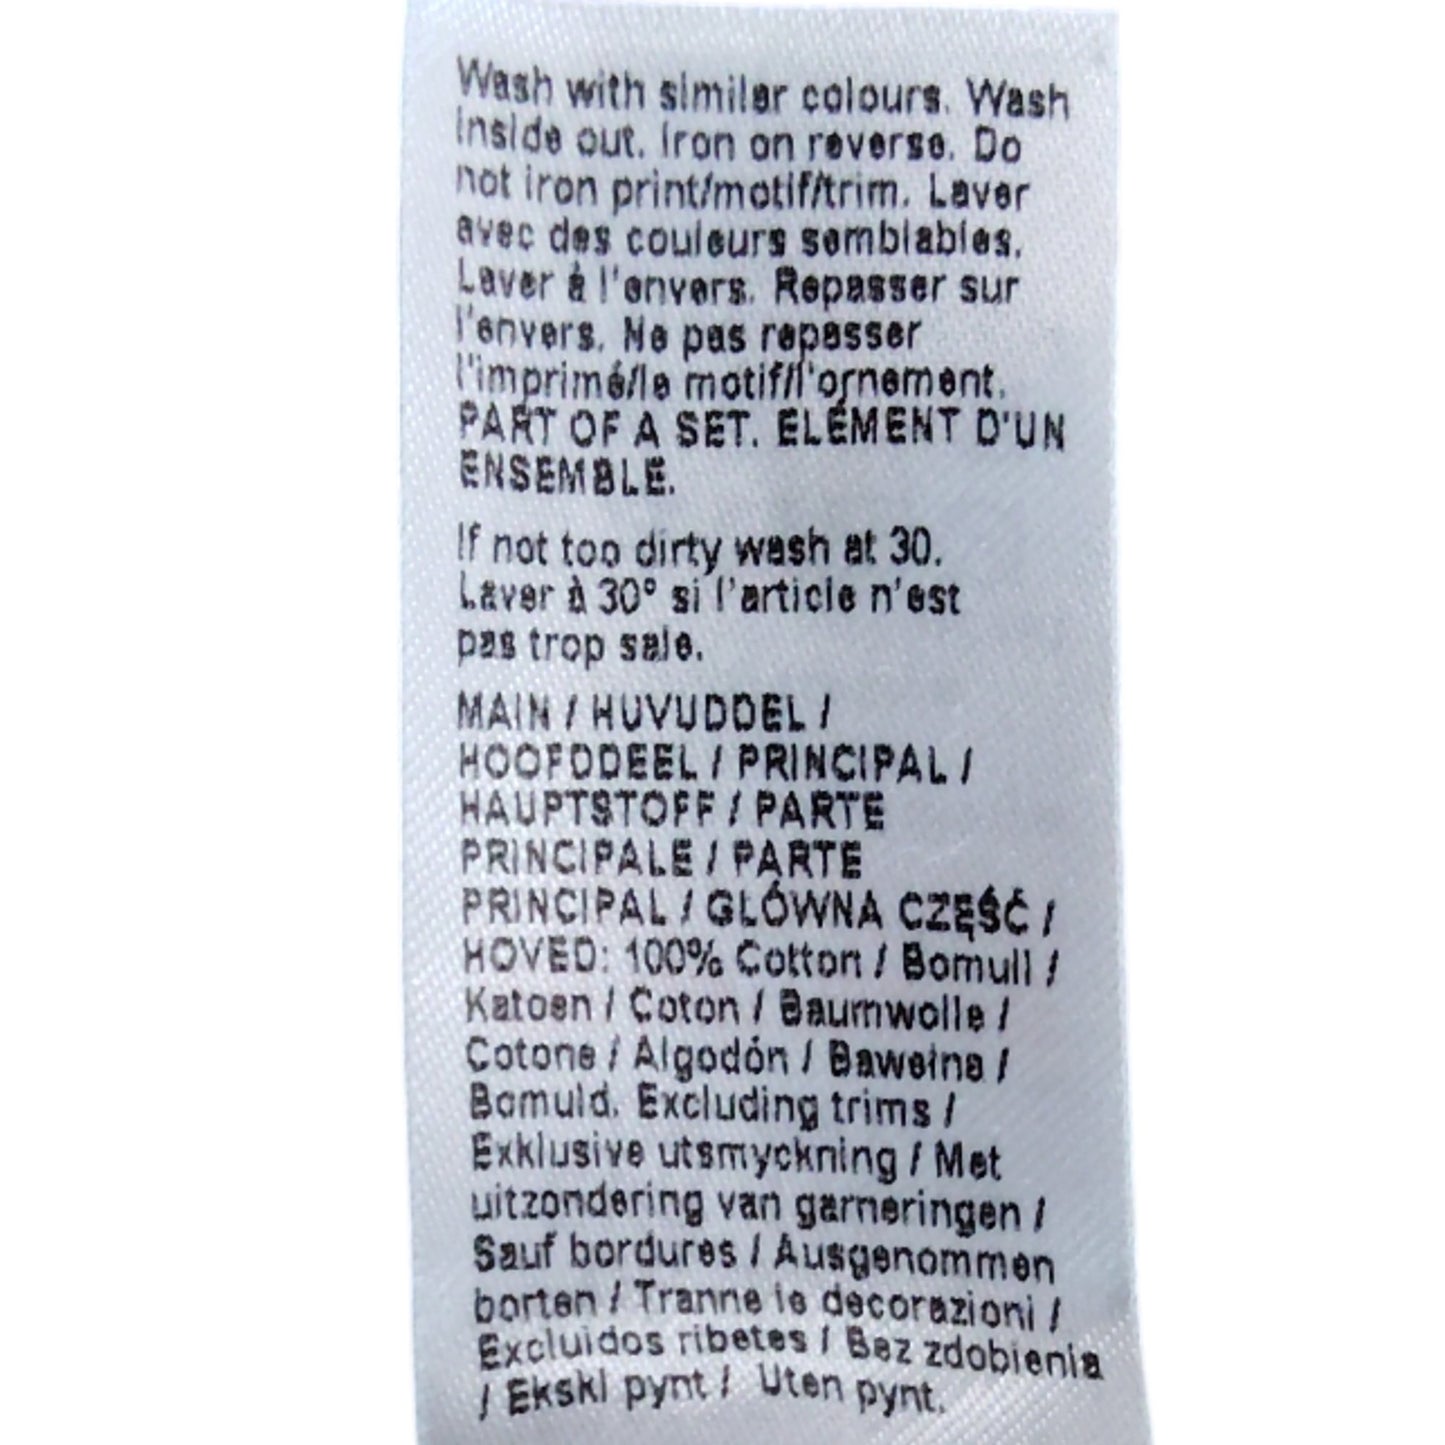 Wash with similar colours. Wash
inside out. Iron on reverse. Do
not iron print/motif/trim. Laver
avec des couleurs semblables.
Laver à l'envers. Repasser sur
l'envers. Ne pas repasser
l'imprimé/le motif/l'ornement.
PART OF A SET. ELÉMENT D'UN
ENSEMBLE.
If not too dirty wash at 30.
Laver à 30° si l'article n'est
pas trop sale.
MAIN / HUVUDDEL /
HOOFDDEEL / PRINCIPAL /
HAUPTSTOFF / PARTE
PRINCIPALE / PARTE
PRINCIPAL / GLÓWNA CZĘŚĆ /
HOVED: 100% Cotton / Bomull /
Katoen / Coton / Baumwolle /
Cotone / Algodón / Bawełna /
Bomuld. Excluding trims /
Exklusive utsmyckning / Met
uitzondering van garneringen /
Sauf bordures / Ausgenommen
borten / Tranne le decorazioni /
Excluidos ribetes / Bez zdobienia
/ Ekskl pynt / Uten pynt.